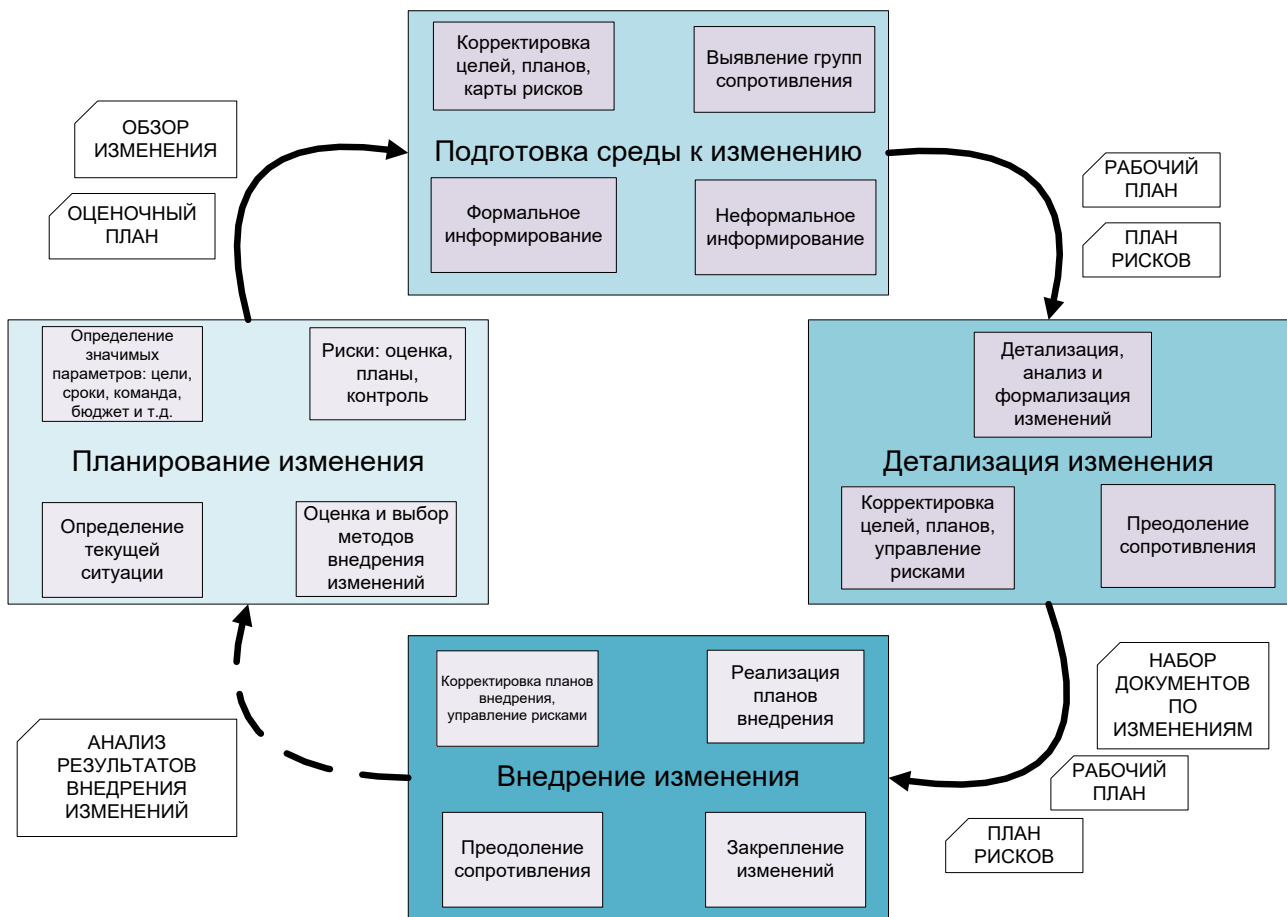 Корректировка
целей, планов,
карты рисков
Выявление групп
сопротивления
Подготовка среды к изменению
Формальное
информирование
Неформальное
информирование
ОБЗОР
ИЗМЕНЕНИЯ
ОЦЕНОЧНЫЙ
ПЛАН
РАБОЧИЙ
ПЛАН
ПЛАН
РИСКОВ
Определение
значимых
параметров: цели,
сроки, команда,
бюджет и т.д.
Риски: оценка,
планы,
контроль
Планирование изменения
Определение
текущей
ситуации
Оценка и выбор
методов
внедрения
изменений
Детализация,
анализ и
формализация
изменений
Детализация изменения
Корректировка
целей, планов,
управление
рисками
Преодоление
сопротивления
НАБОР
ДОКУМЕНТОВ
ПО
ИЗМЕНЕНИЯМ
РАБОЧИЙ
ПЛАН
ПЛАН
РИСКОВ
Корректировка планов
внедрения,
управление рисками
Реализация
планов
внедрения
Внедрение изменения
Преодоление
сопротивления
Закрепление
изменений
АНАЛИЗ
РЕЗУЛЬТАТОВ
ВНЕДРЕНИЯ
ИЗМЕНЕНИЙ